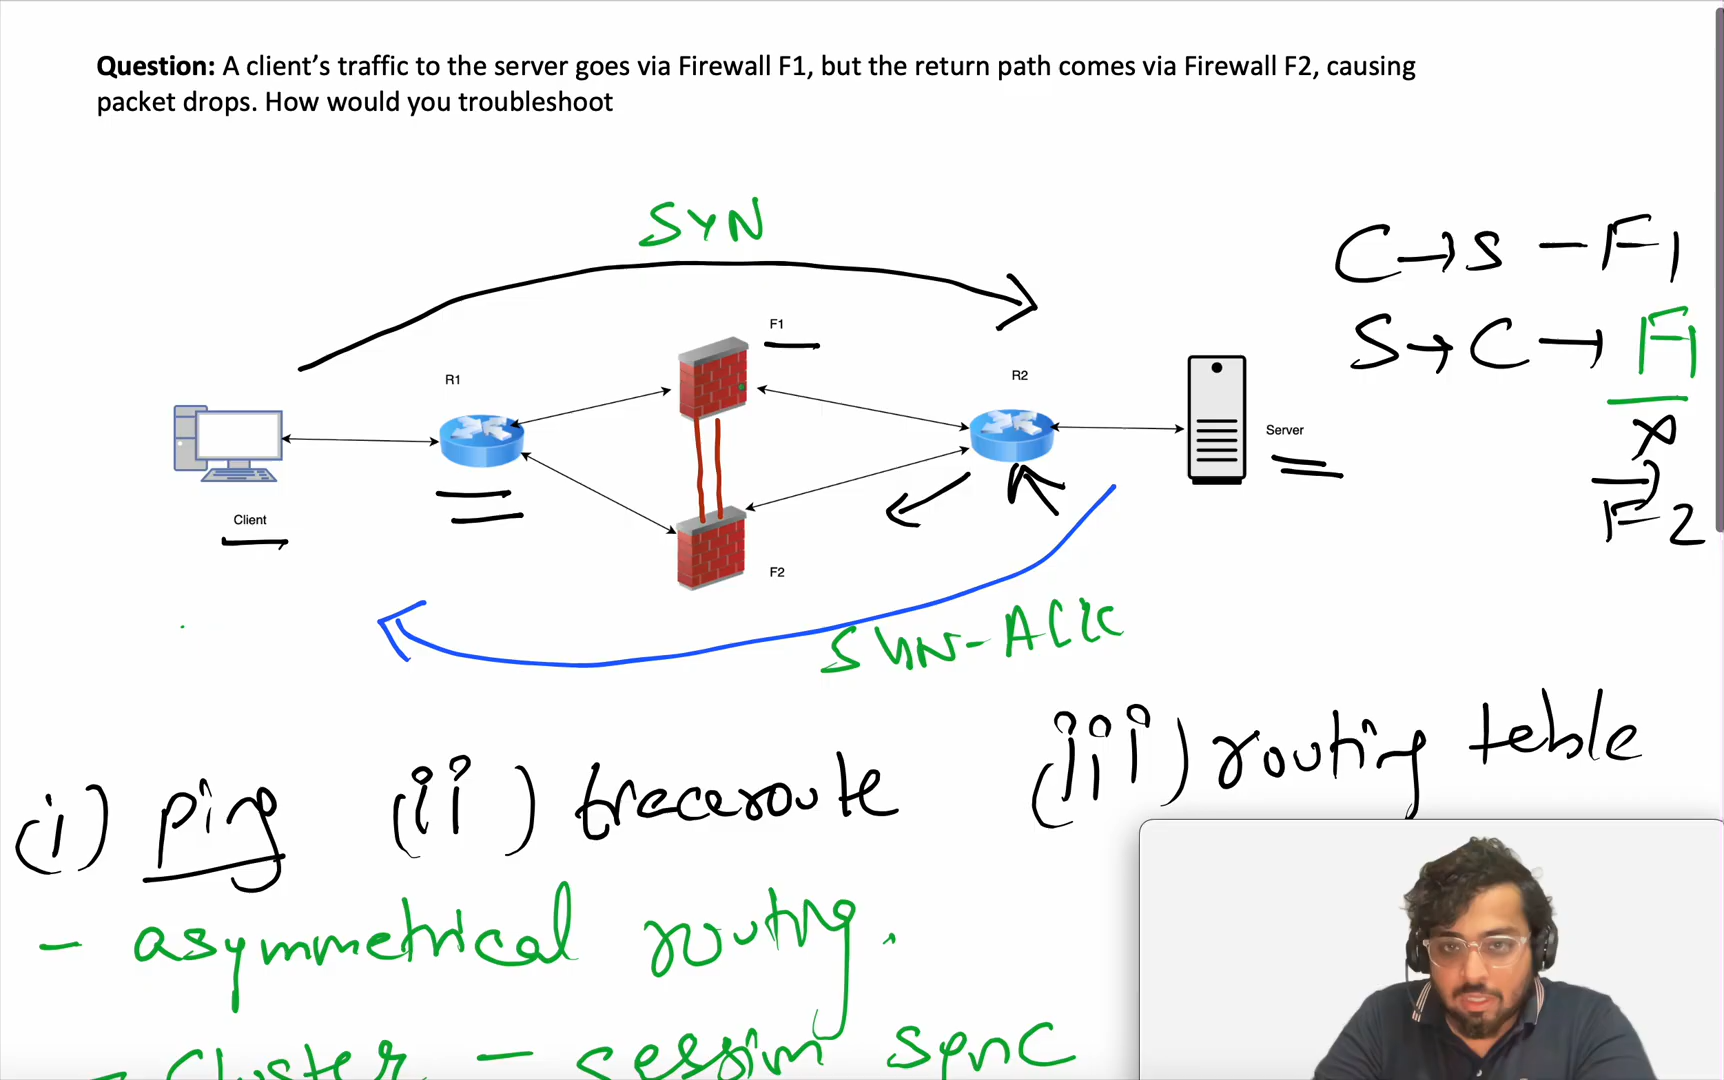 Question: A client’s traffic to the server goes via Firewall F1, but the return path comes via Firewall F2, causing
packet drops. How would you troubleshoot
SYN
C→S – F1
S→C → F1
F1
R1
R2
Server
x
F2
Client
F2
SYN-ACK
(i) ping (ii) traceroute (iii) routing table
- asymmetrical routing.
- Cluster – session sync